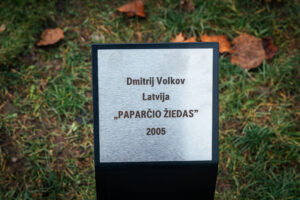 Dmitrij Volkov
Latvija
„PAPARČIO ŽIEDAS”
2005